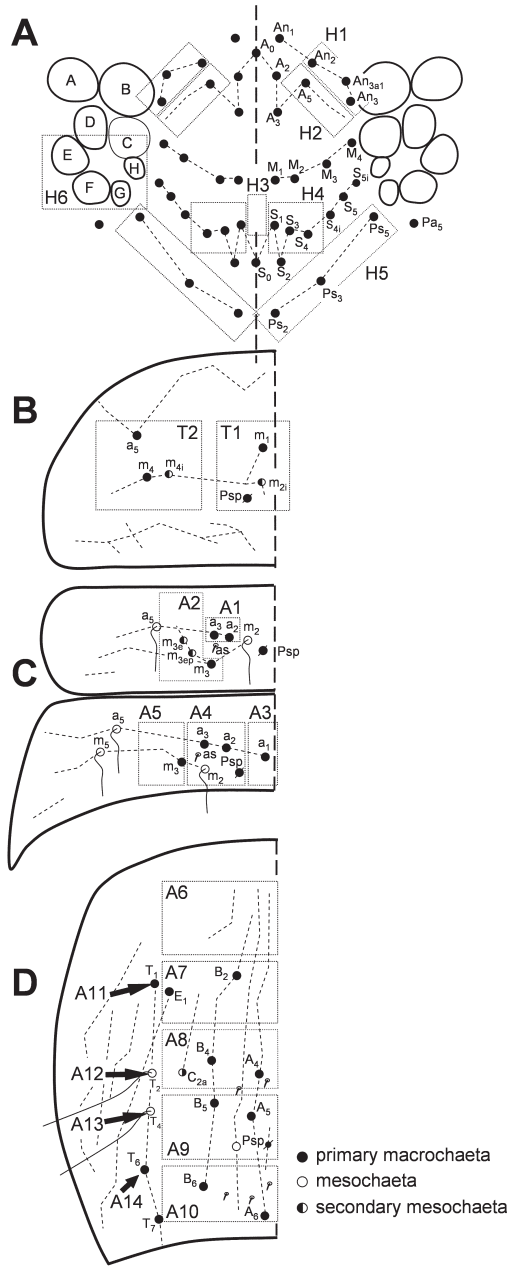 A
An1
H1
A0
An2
A2
An3a1
A
B
A5
An3
D
A3
C
H2
E
M4
M1
M2
M3
H
H6
F
G
H3
H4
S5i
S5
S1
S3
S4i
S4
Ps5
Pa5
S0
S2
H5
Ps3
Ps2
B
T2
T1
a5
m1
m4
m4i
m2i
Psp
A2
A1
a5
a3
a2
m2
m3e
as
Psp
m3ep
m3
C
A5
A4
A3
a5
a3
a2
a1
m5
as
m3
Psp
m2
A6
D
A7
T1
B2
A11
E1
A8
B4
A4
A12
T2
C2a
B5
A5
A13
T4
Psp
A9
T6
B6
A14
A10
T7
A6
primary macrochaeta
mesochaeta
secondary mesochaeta